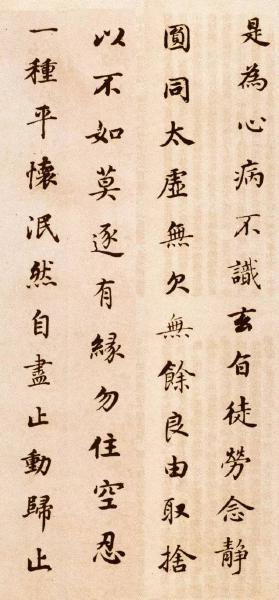 是為心病不識玄旨徒勞念靜
圓同太虛無欠無餘良由取捨
以不如莫逐有緣勿住空忍
一種平懷泯然自盡止動歸止